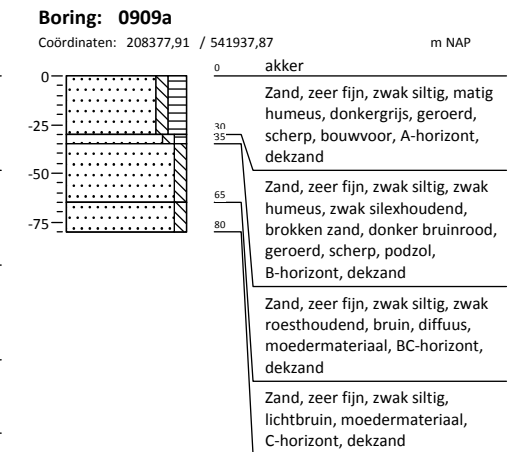 Boring: 0909a
Coördinaten: 208377,91 / 541937,87 m NAP
0
-25
-50
-75
0
30
35
65
80
akker
Zand, zeer fijn, zwak siltig, matig
humeus, donkergrijs, geroerd,
scherp, bouwvoor, A-horizont,
dekzand
Zand, zeer fijn, zwak siltig, zwak
humeus, zwak silexhoudend,
brokken zand, donker bruinrood,
geroerd, scherp, podzol,
B-horizont, dekzand
Zand, zeer fijn, zwak siltig, zwak
roesthoudend, bruin, diffuus,
moedermateriaal, BC-horizont,
dekzand
Zand, zeer fijn, zwak siltig,
lichtbruin, moedermateriaal,
C-horizont, dekzand